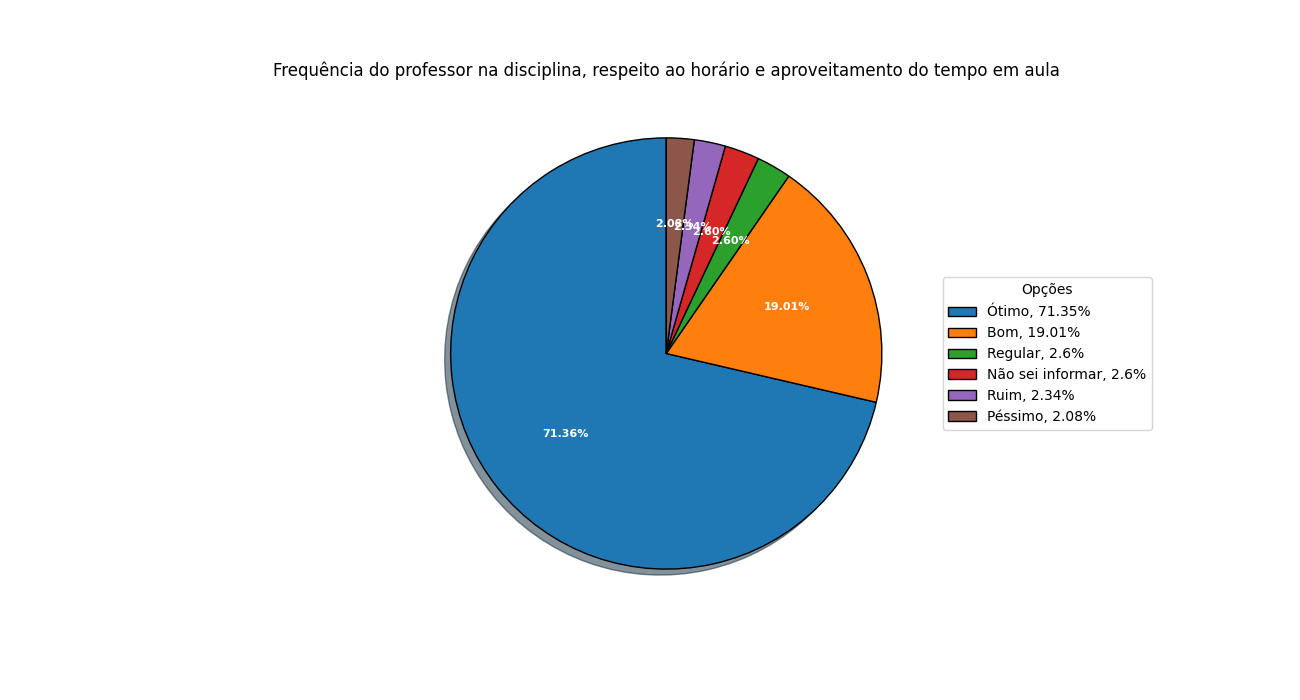 Frequência do professor na disciplina, respeito ao horário e aproveitamento do tempo em aula
2.08%
2.34%
2.60%
2.60%
19.01%
71.36%
Opções
Ótimo, 71.35%
Bom, 19.01%
Regular, 2.6%
Não sei informar, 2.6%
Ruim, 2.34%
Péssimo, 2.08%